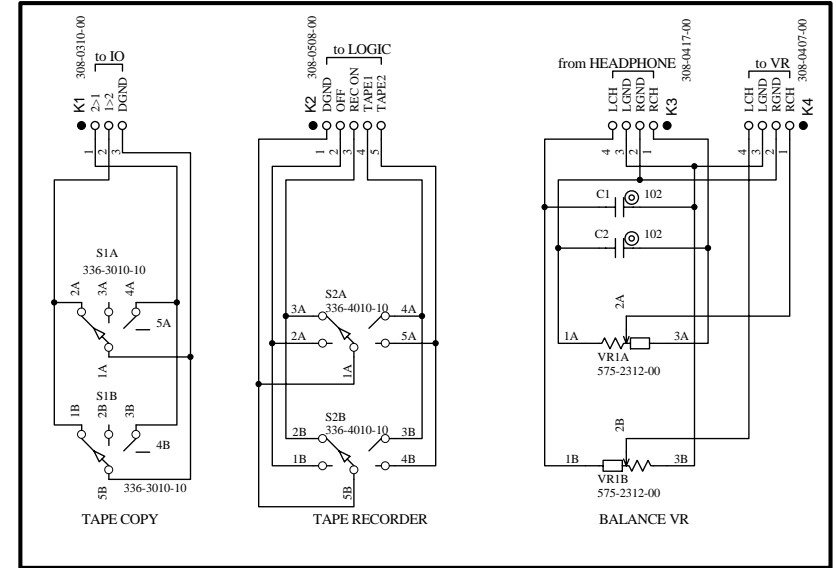 to IO
308-0310-00
K1
2>1
1>2
DGND
1
2
3
S1A
336-3010-10
2A
3A
4A
5A
1A
S1B
1B
2B
3B
4B
5B
336-3010-10
TAPE COPY
to LOGIC
308-0508-00
K2
DGND
OFF
REC ON
TAPE1
TAPE2
1
2
3
4
5
S2A
336-4010-10
3A
4A
2A
5A
1A
S2B
336-4010-10
2B
3B
1B
4B
5B
TAPE RECORDER
from HEADPHONE
308-0417-00
LCH
LGND
RGND
RCH
K3
4
3
2
1
to VR
308-0407-00
LCH
LGND
RGND
RCH
K4
4
3
2
1
C1
102
C2
102
2A
1A
3A
VR1A
575-2312-00
2B
1B
3B
VR1B
575-2312-00
BALANCE VR